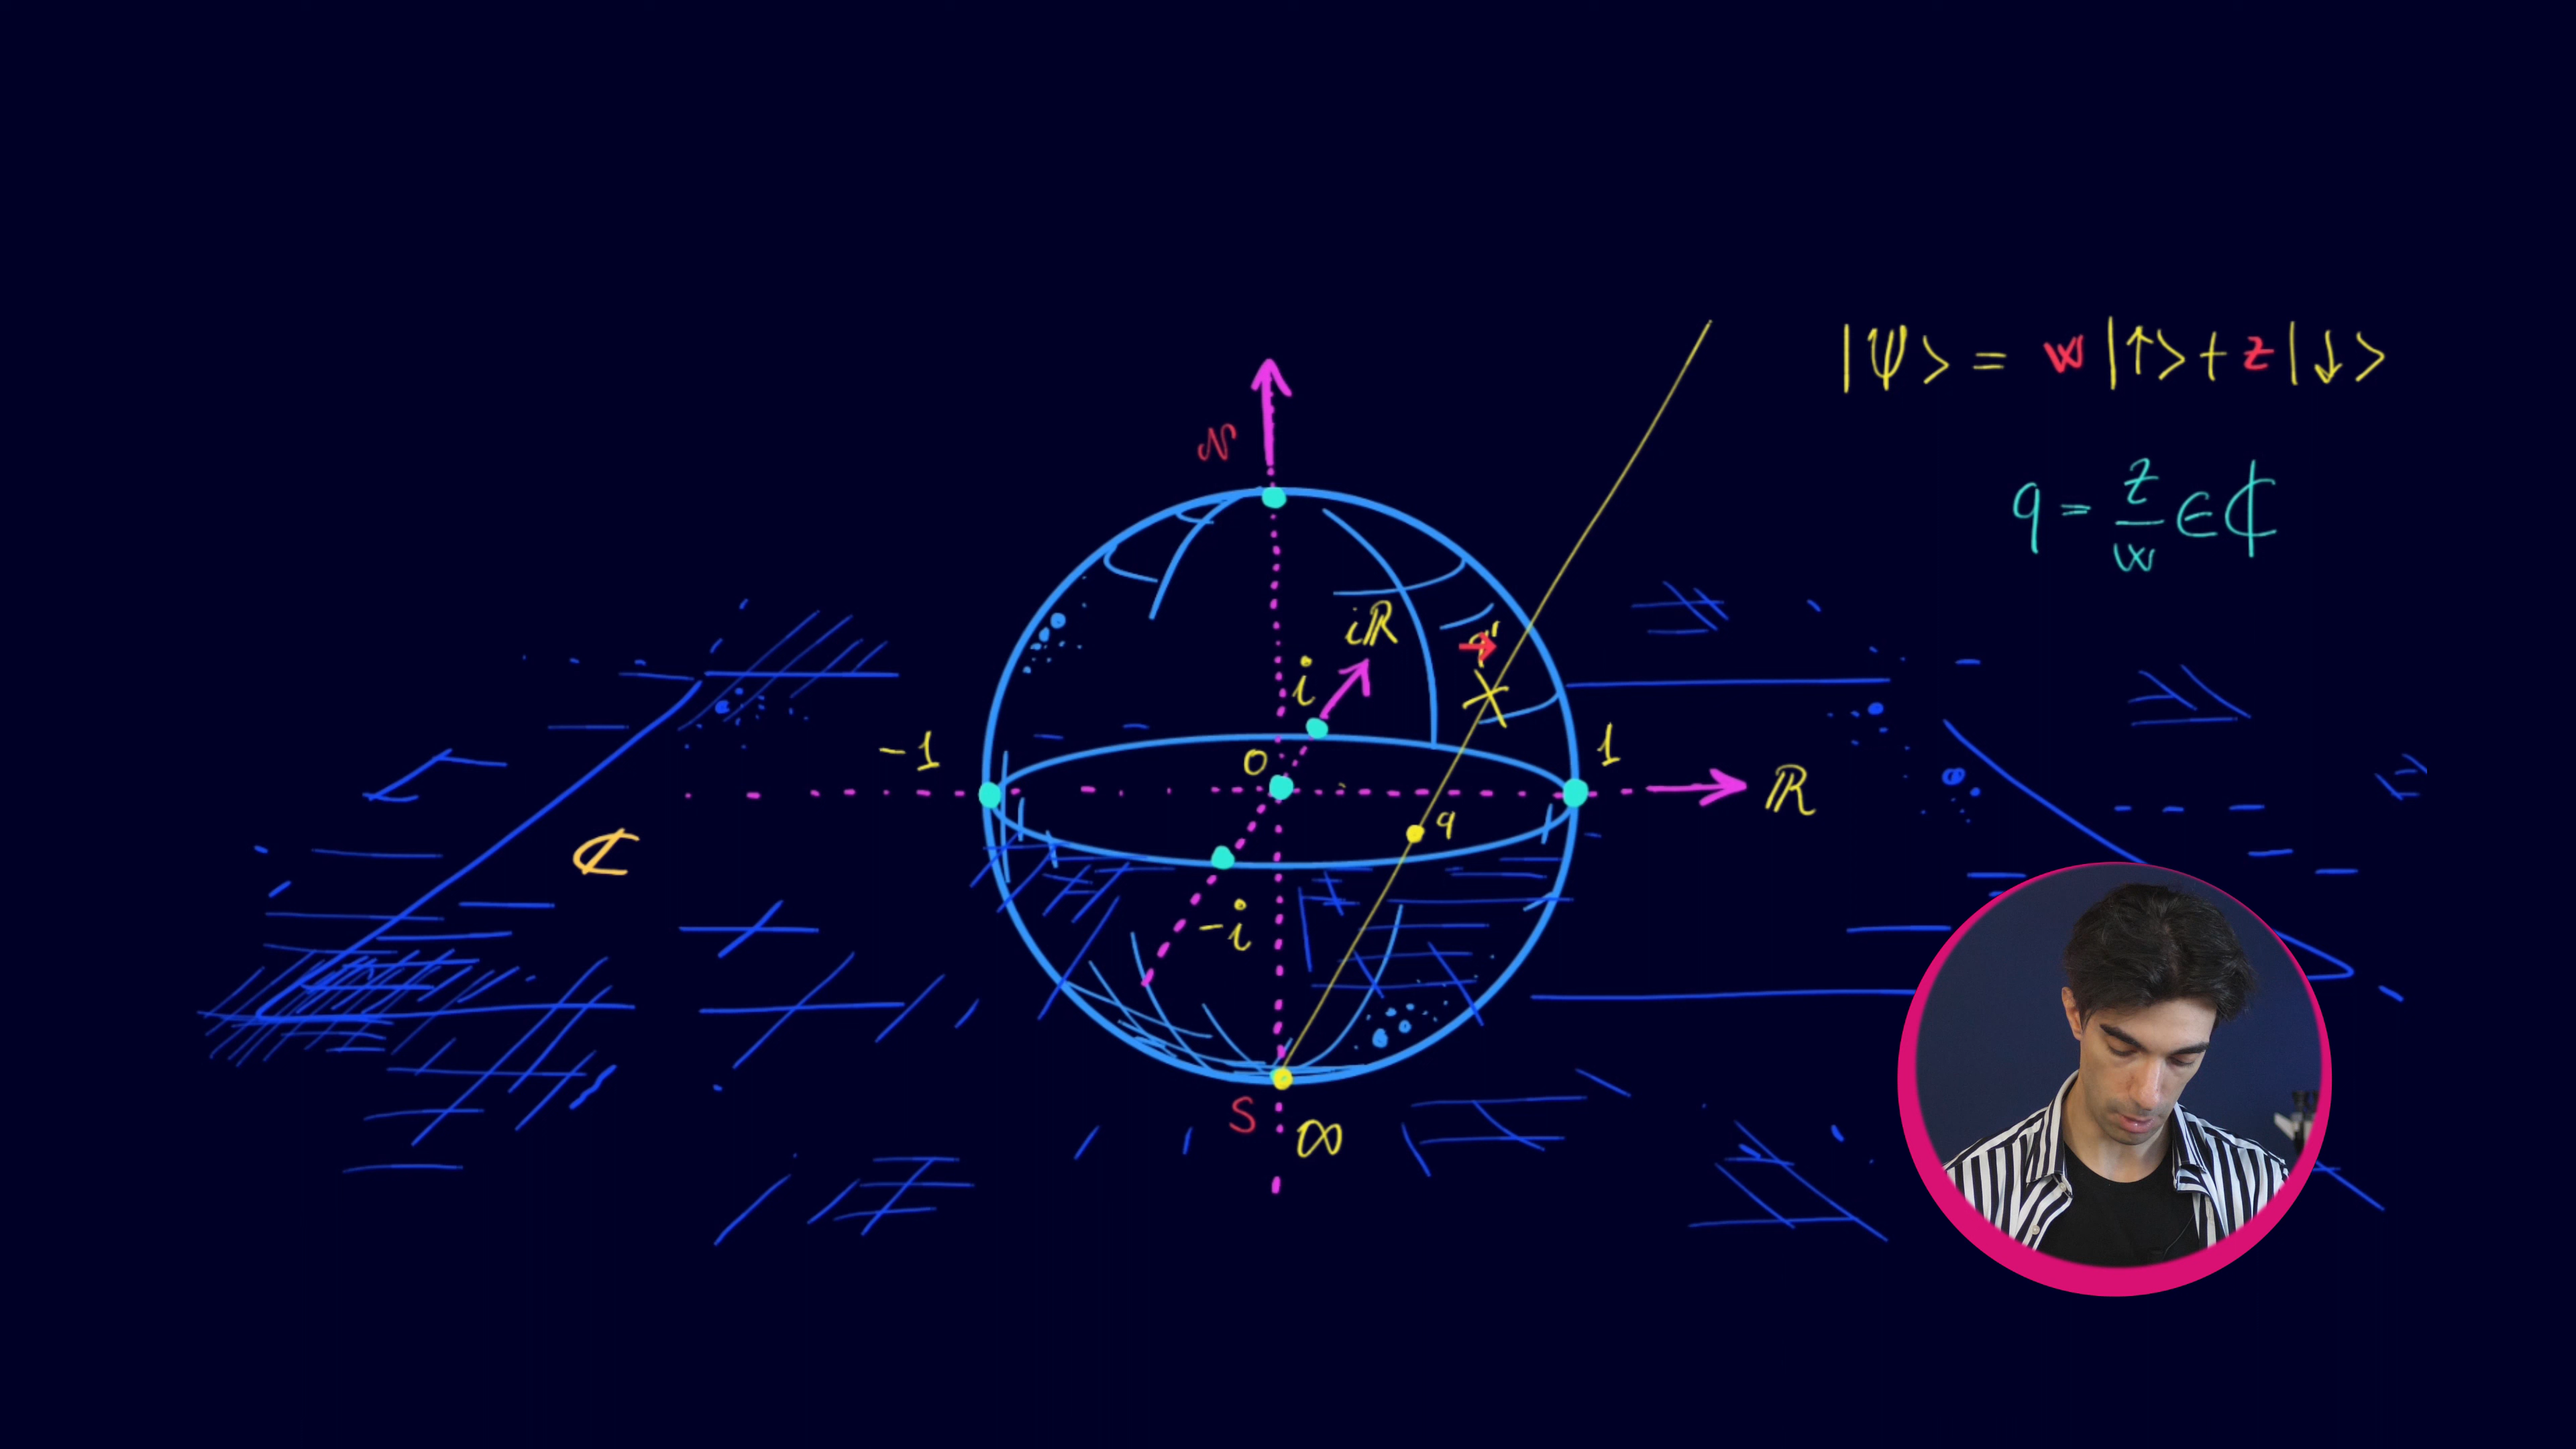 |ψ> = w|↑> + z|↓>
N
q = z/w ∈ ℂ
iℝ
q'
i
-1
0
1
ℝ
q
ℂ
-i
S
∞